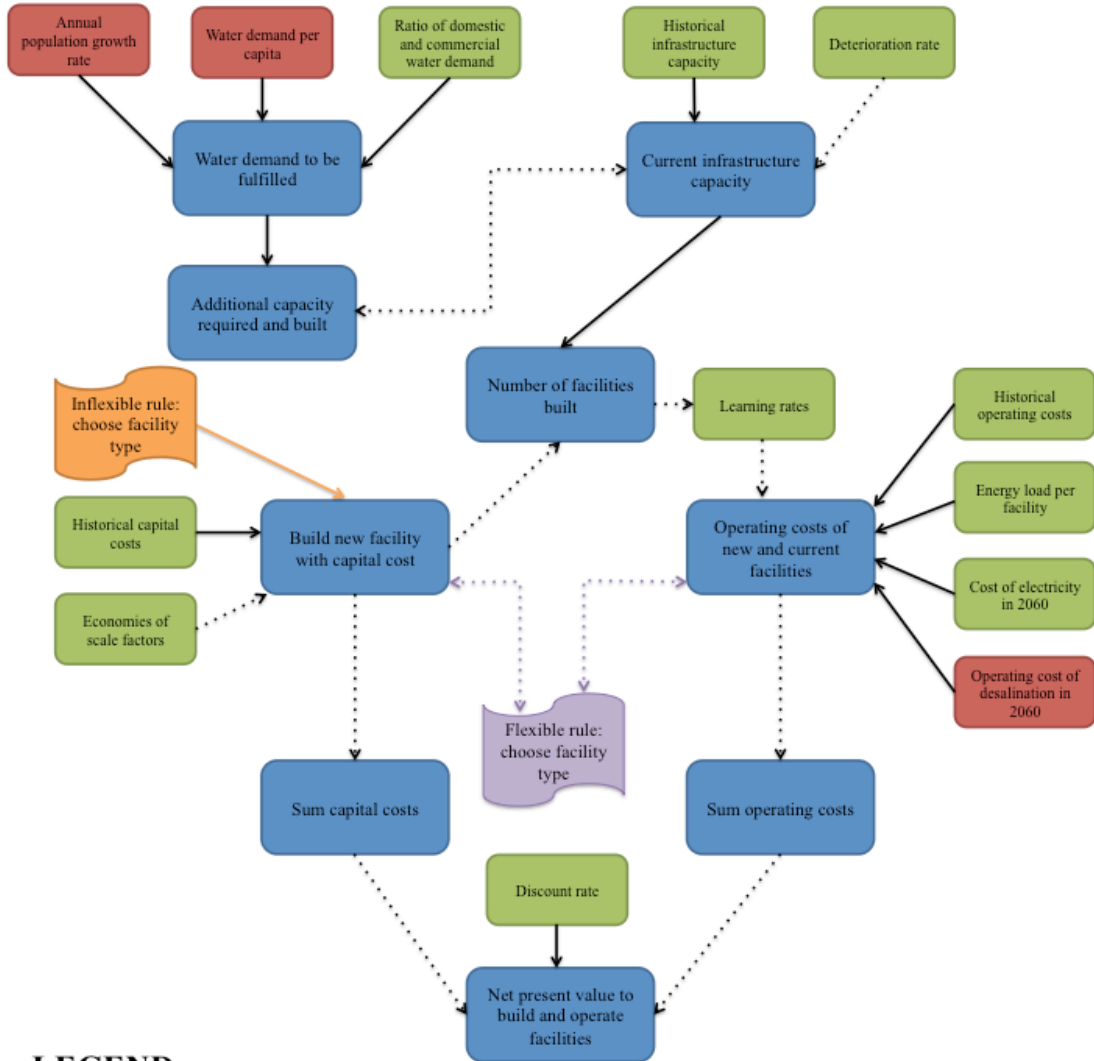 Annual
population growth
rate
Water demand per
capita
Ratio of domestic
and commercial
water demand
Historical
infrastructure
capacity
Deterioration rate
Water demand to be
fulfilled
Current infrastructure
capacity
Additional capacity
required and built
Inflexible rule:
choose facility
type
Number of facilities
built
Learning rates
Historical
operating costs
Historical capital
costs
Build new facility
with capital cost
Operating costs of
new and current
facilities
Energy load per
facility
Economies of
scale factors
Cost of electricity
in 2060
Operating cost of
desalination in
2060
Flexible rule:
choose facility
type
Sum capital costs
Sum operating costs
Discount rate
Net present value to
build and operate
facilities
LEGEND